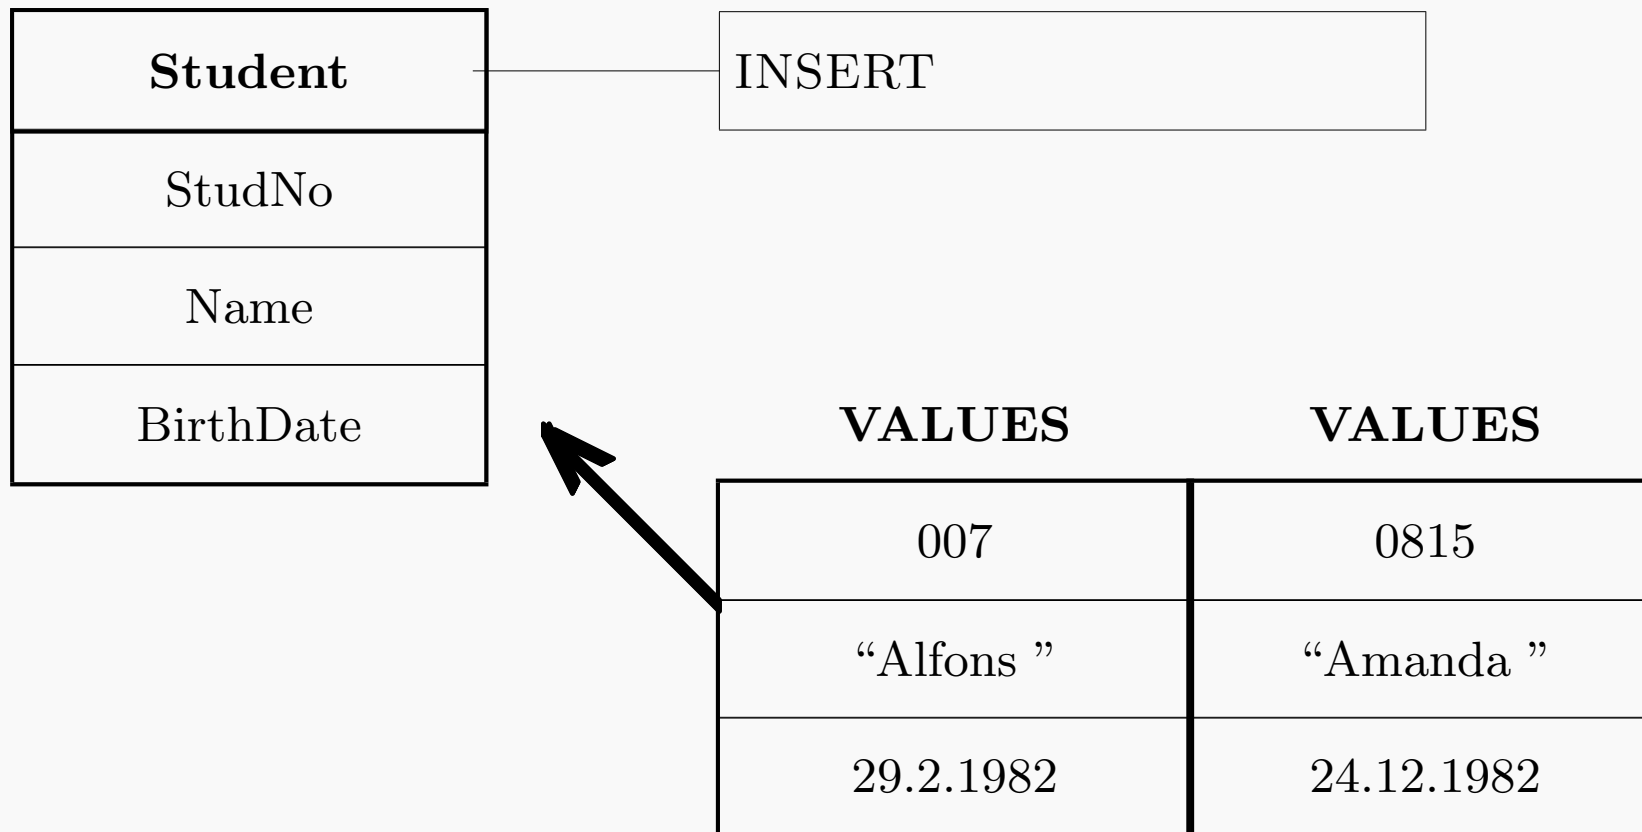 Student
INSERT
StudNo
Name
BirthDate
VALUES VALUES
007 0815
“Alfons ” “Amanda ”
29.2.1982 24.12.1982